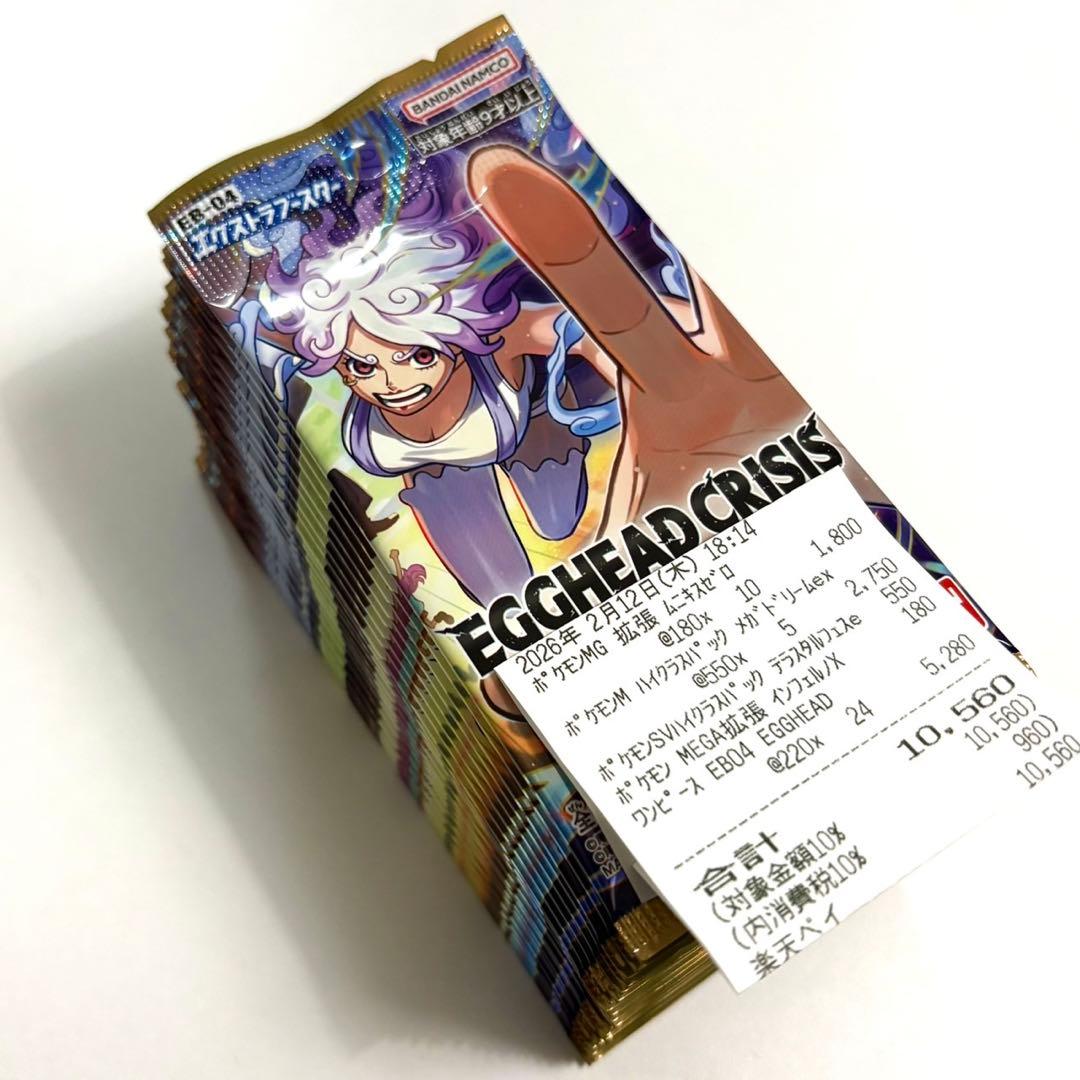 BANDAI NAMCO
対象年齢9才以上
EB-04
エクストラブースター
EGGHEAD CRISIS
2026年 2月12日(木) 18:14
ポケモンMG 拡張 ムニキスゼロ
@180x 10 1,800
ポケモンM ハイクラスパック メガドリームex
@550x 5 2,750
ポケモンSVハイクラスパック テラスタルフェスe 550
ポケモン MEGA拡張 インフェルノX 180
ワンピース EB04 EGGHEAD
@220x 24 5,280
合計 10,560
(対象金額10% 10,560)
(内消費税10% 960)
楽天ペイ 10,560